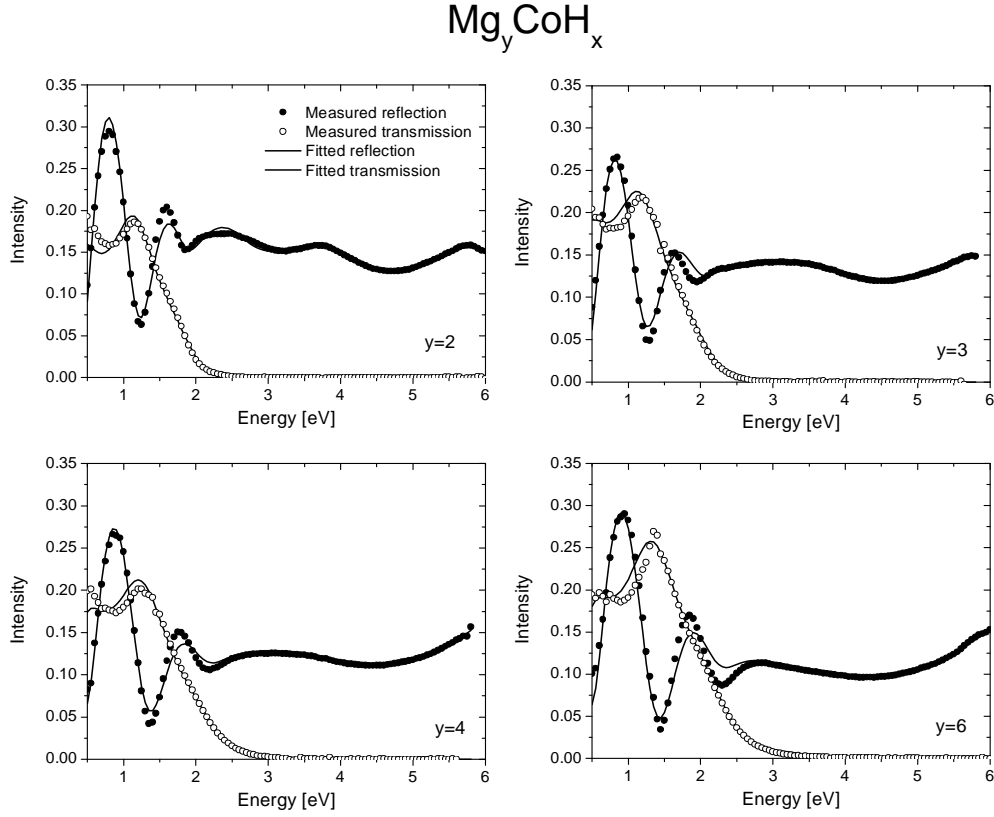 MgyCoHx
0.35
0.30
0.25
0.20
0.15
0.10
0.05
0.00
Intensity
Measured reflection
Measured transmission
Fitted reflection
Fitted transmission
y=2
1 2 3 4 5 6
Energy [eV]
0.35
0.30
0.25
0.20
0.15
0.10
0.05
0.00
Intensity
y=3
1 2 3 4 5 6
Energy [eV]
0.35
0.30
0.25
0.20
0.15
0.10
0.05
0.00
Intensity
y=4
1 2 3 4 5 6
Energy [eV]
0.35
0.30
0.25
0.20
0.15
0.10
0.05
0.00
Intensity
y=6
1 2 3 4 5 6
Energy [eV]